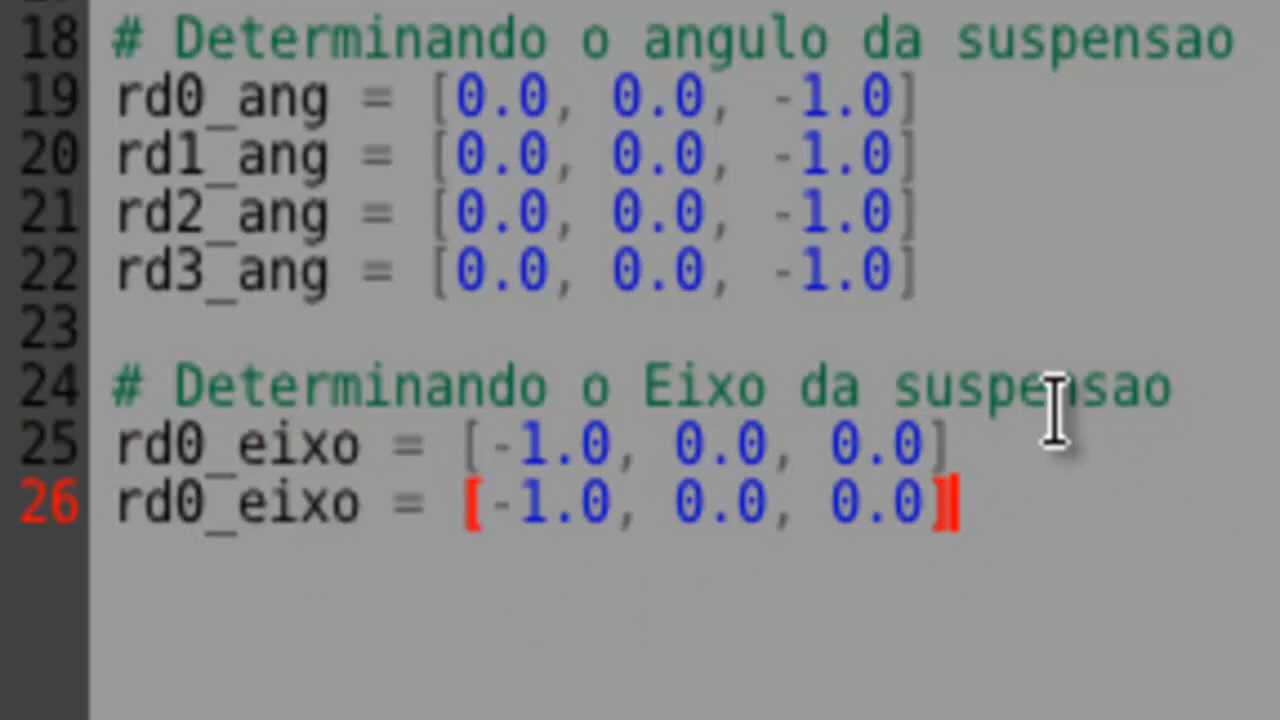 18 # Determinando o angulo da suspensao
19 rd0_ang = [0.0, 0.0, -1.0]
20 rd1_ang = [0.0, 0.0, -1.0]
21 rd2_ang = [0.0, 0.0, -1.0]
22 rd3_ang = [0.0, 0.0, -1.0]
23
24 # Determinando o Eixo da suspensao
25 rd0_eixo = [-1.0, 0.0, 0.0]
26 rd0_eixo = [-1.0, 0.0, 0.0]